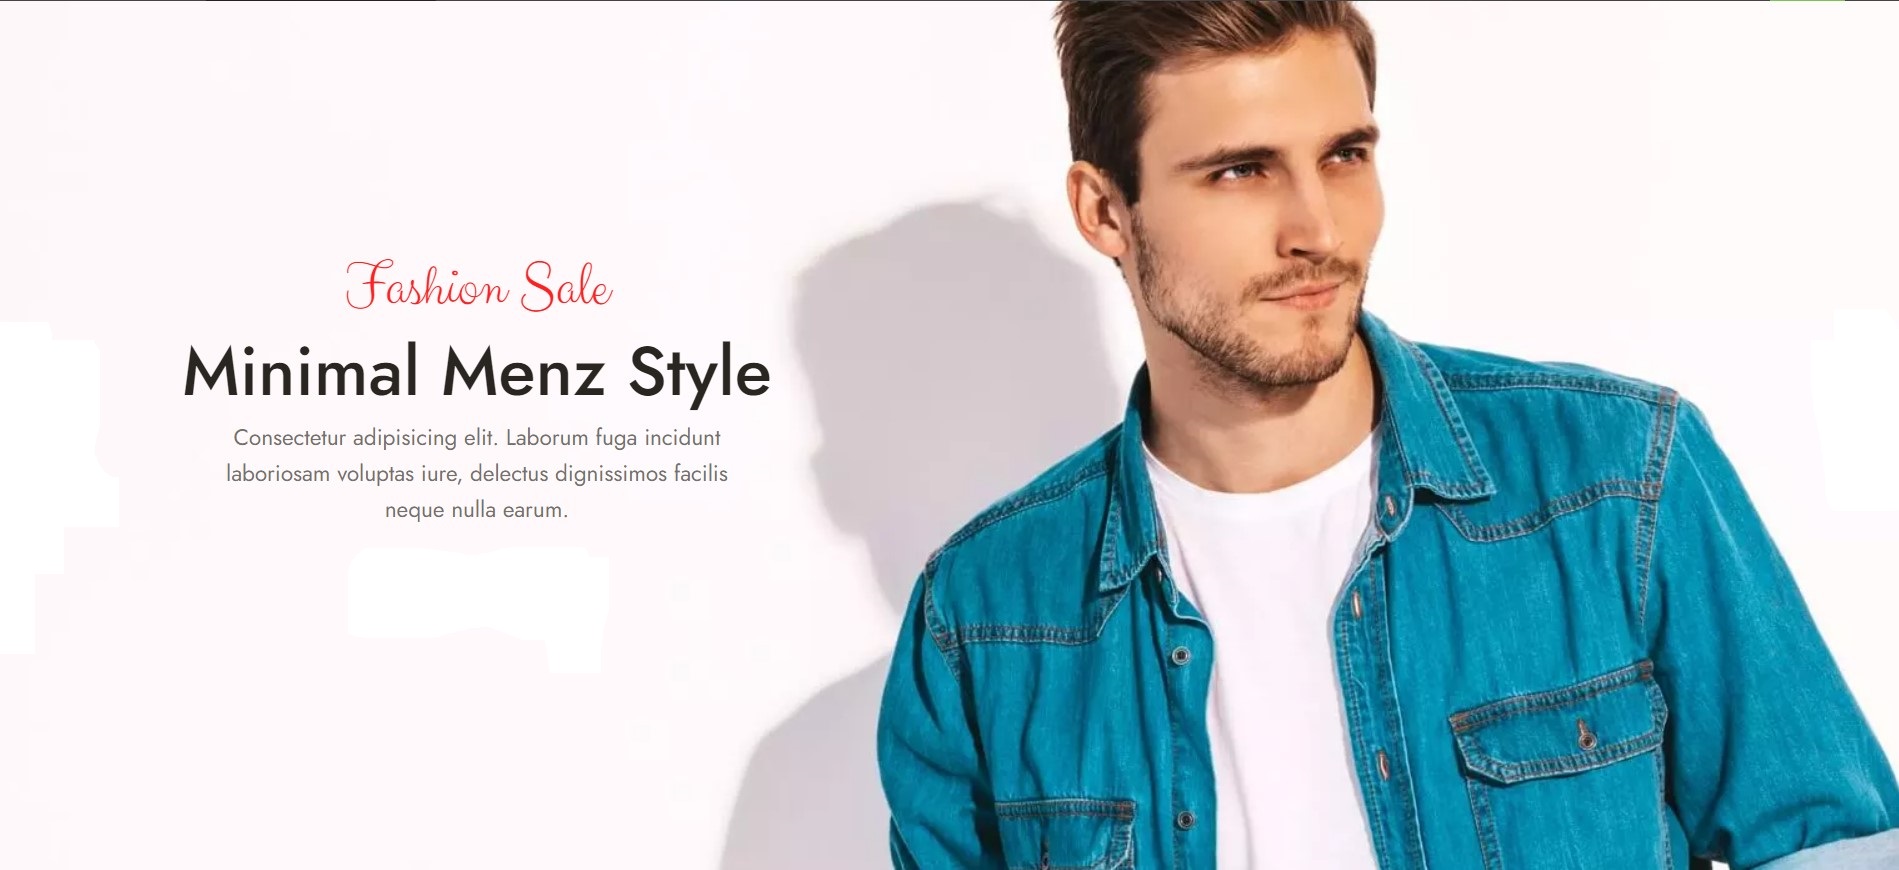 Fashion Sale
Minimal Menz Style
Consectetur adipisicing elit. Laborum fuga incidunt
laboriosam voluptas iure, delectus dignissimos facilis
neque nulla earum.